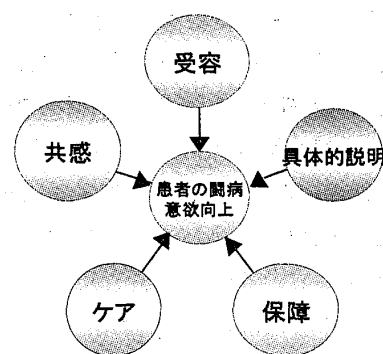 受容
共感
具体的説明
患者の闘病
意欲向上
ケア
保障